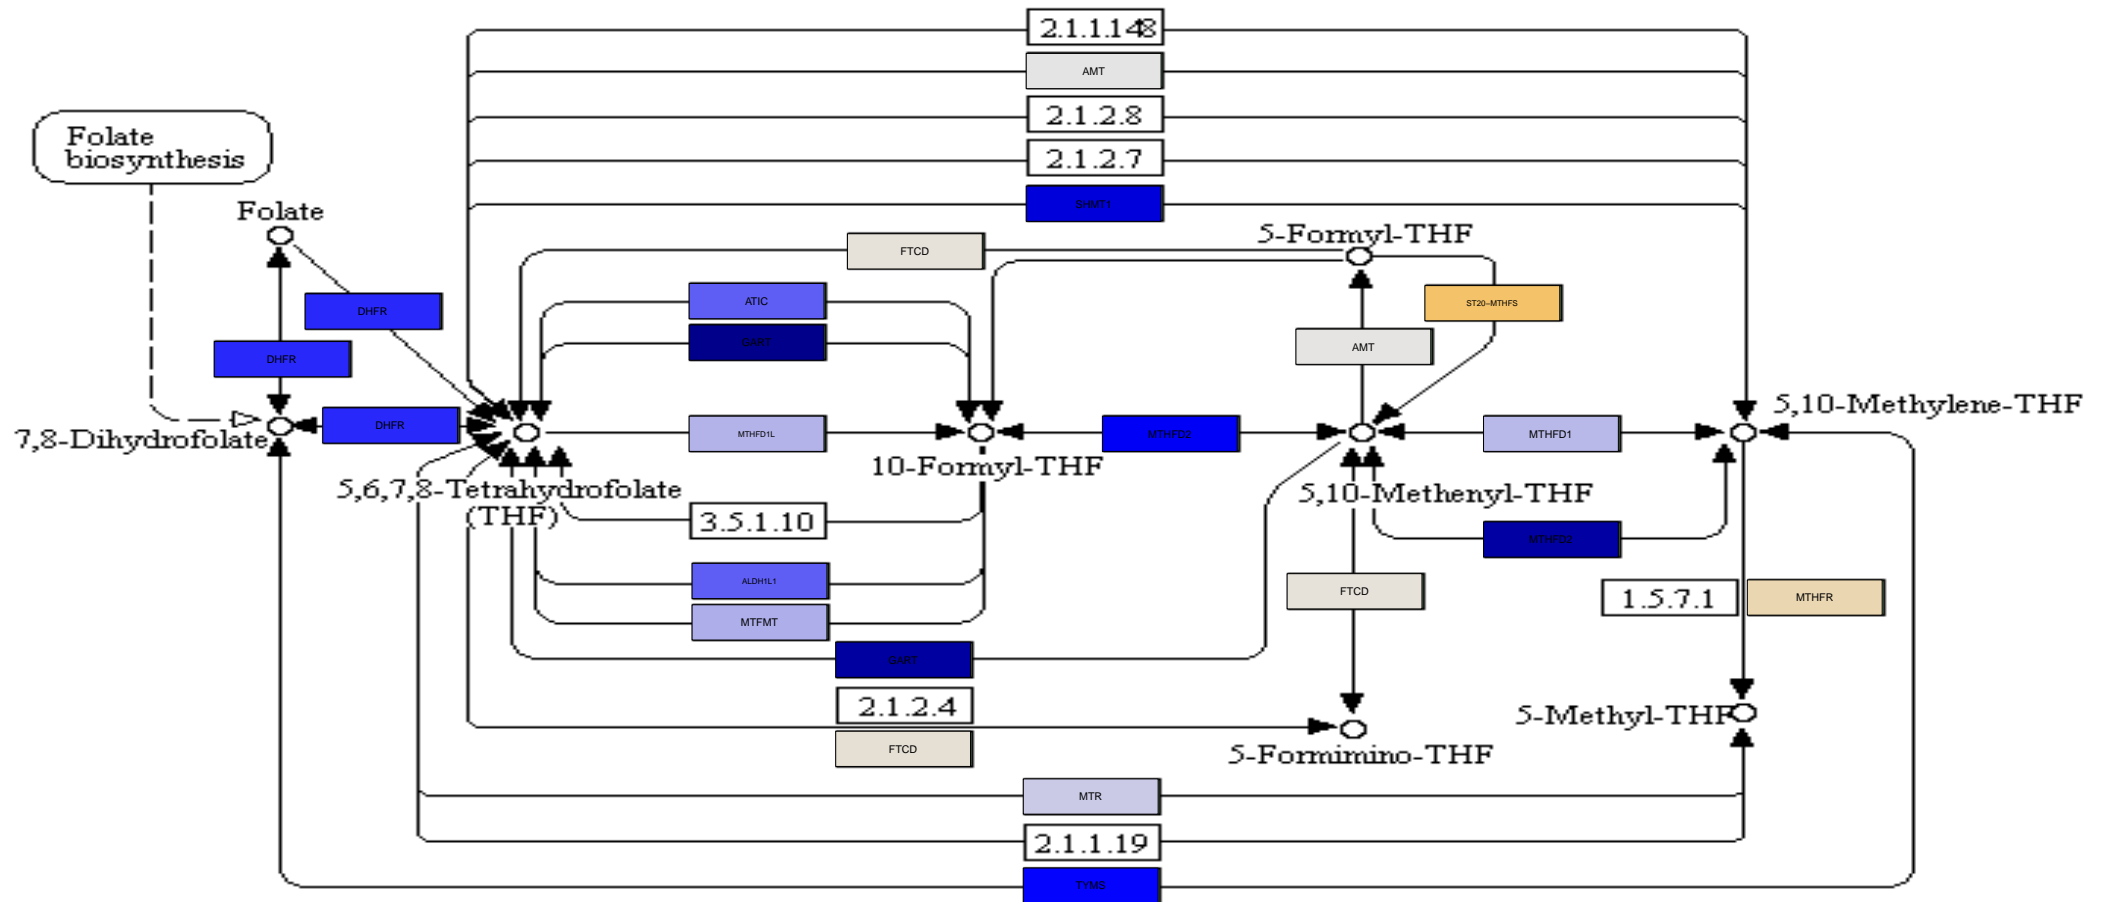 2.1.1.148
AMT
2.1.2.8
2.1.2.7
SHMT1
Folate
biosynthesis
Folate
5-Formyl-THF
FTCD
ATIC
GART
DHFR
ST20-MTHFS
DHFR
AMT
DHFR
MTHFD1L
MTHFD2
MTHFD1
5,10-Methylene-THF
7,8-Dihydrofolate
10-Formyl-THF
5,6,7,8-Tetrahydrofolate
(THF)
5,10-Methenyl-THF
3.5.1.10
MTHFD2
ALDH1L1
FTCD
1.5.7.1
MTHFR
MTFMT
GART
2.1.2.4
FTCD
5-Methyl-THF
5-Formimino-THF
MTR
2.1.1.19
TYMS